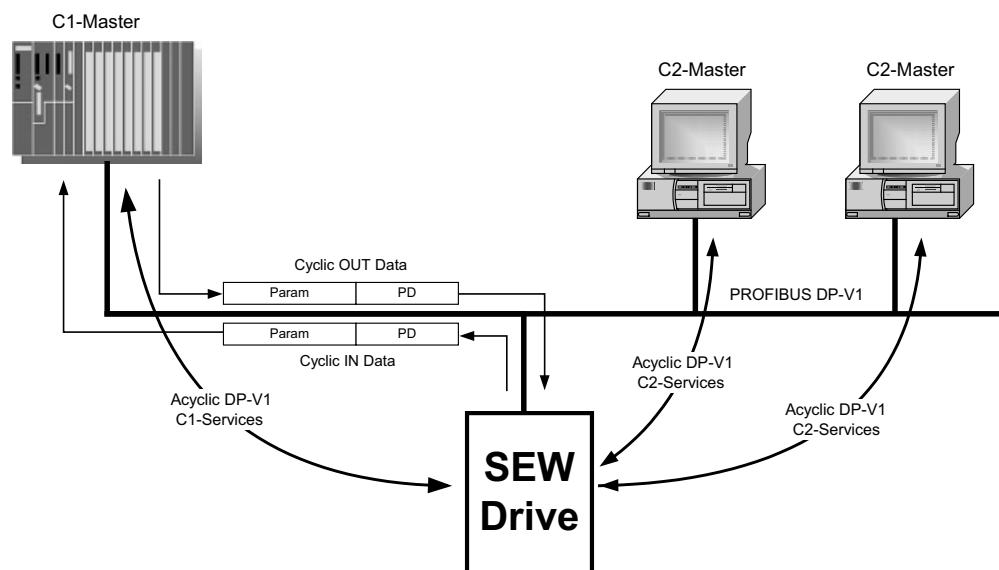 C1-Master
C2-Master
C2-Master
Cyclic OUT Data
Param
PD
PROFIBUS DP-V1
Param
PD
Cyclic IN Data
Acyclic DP-V1
C1-Services
Acyclic DP-V1
C2-Services
Acyclic DP-V1
C2-Services
SEW
Drive